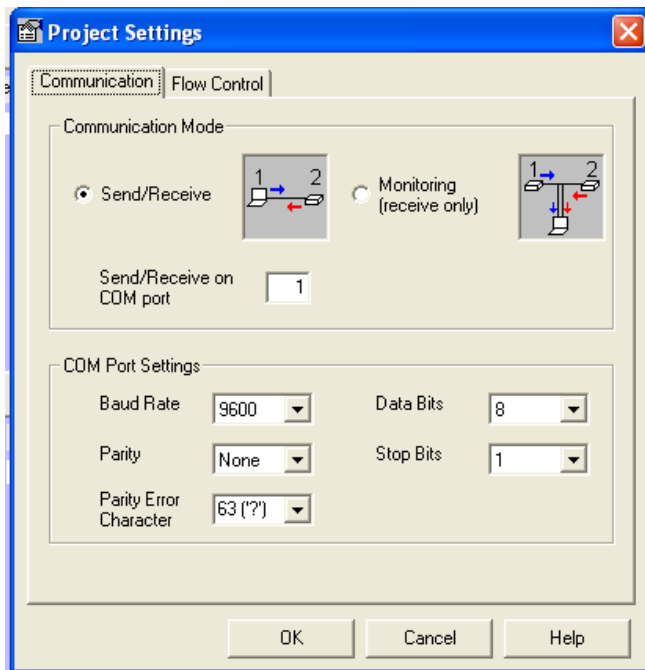 Project Settings
Communication
Flow Control
Communication Mode
Send/Receive
1 2
Monitoring
(receive only)
1 2
Send/Receive on
COM port
1
COM Port Settings
Baud Rate
9600
Data Bits
8
Parity
None
Stop Bits
1
Parity Error
Character
63 ('?')
OK
Cancel
Help